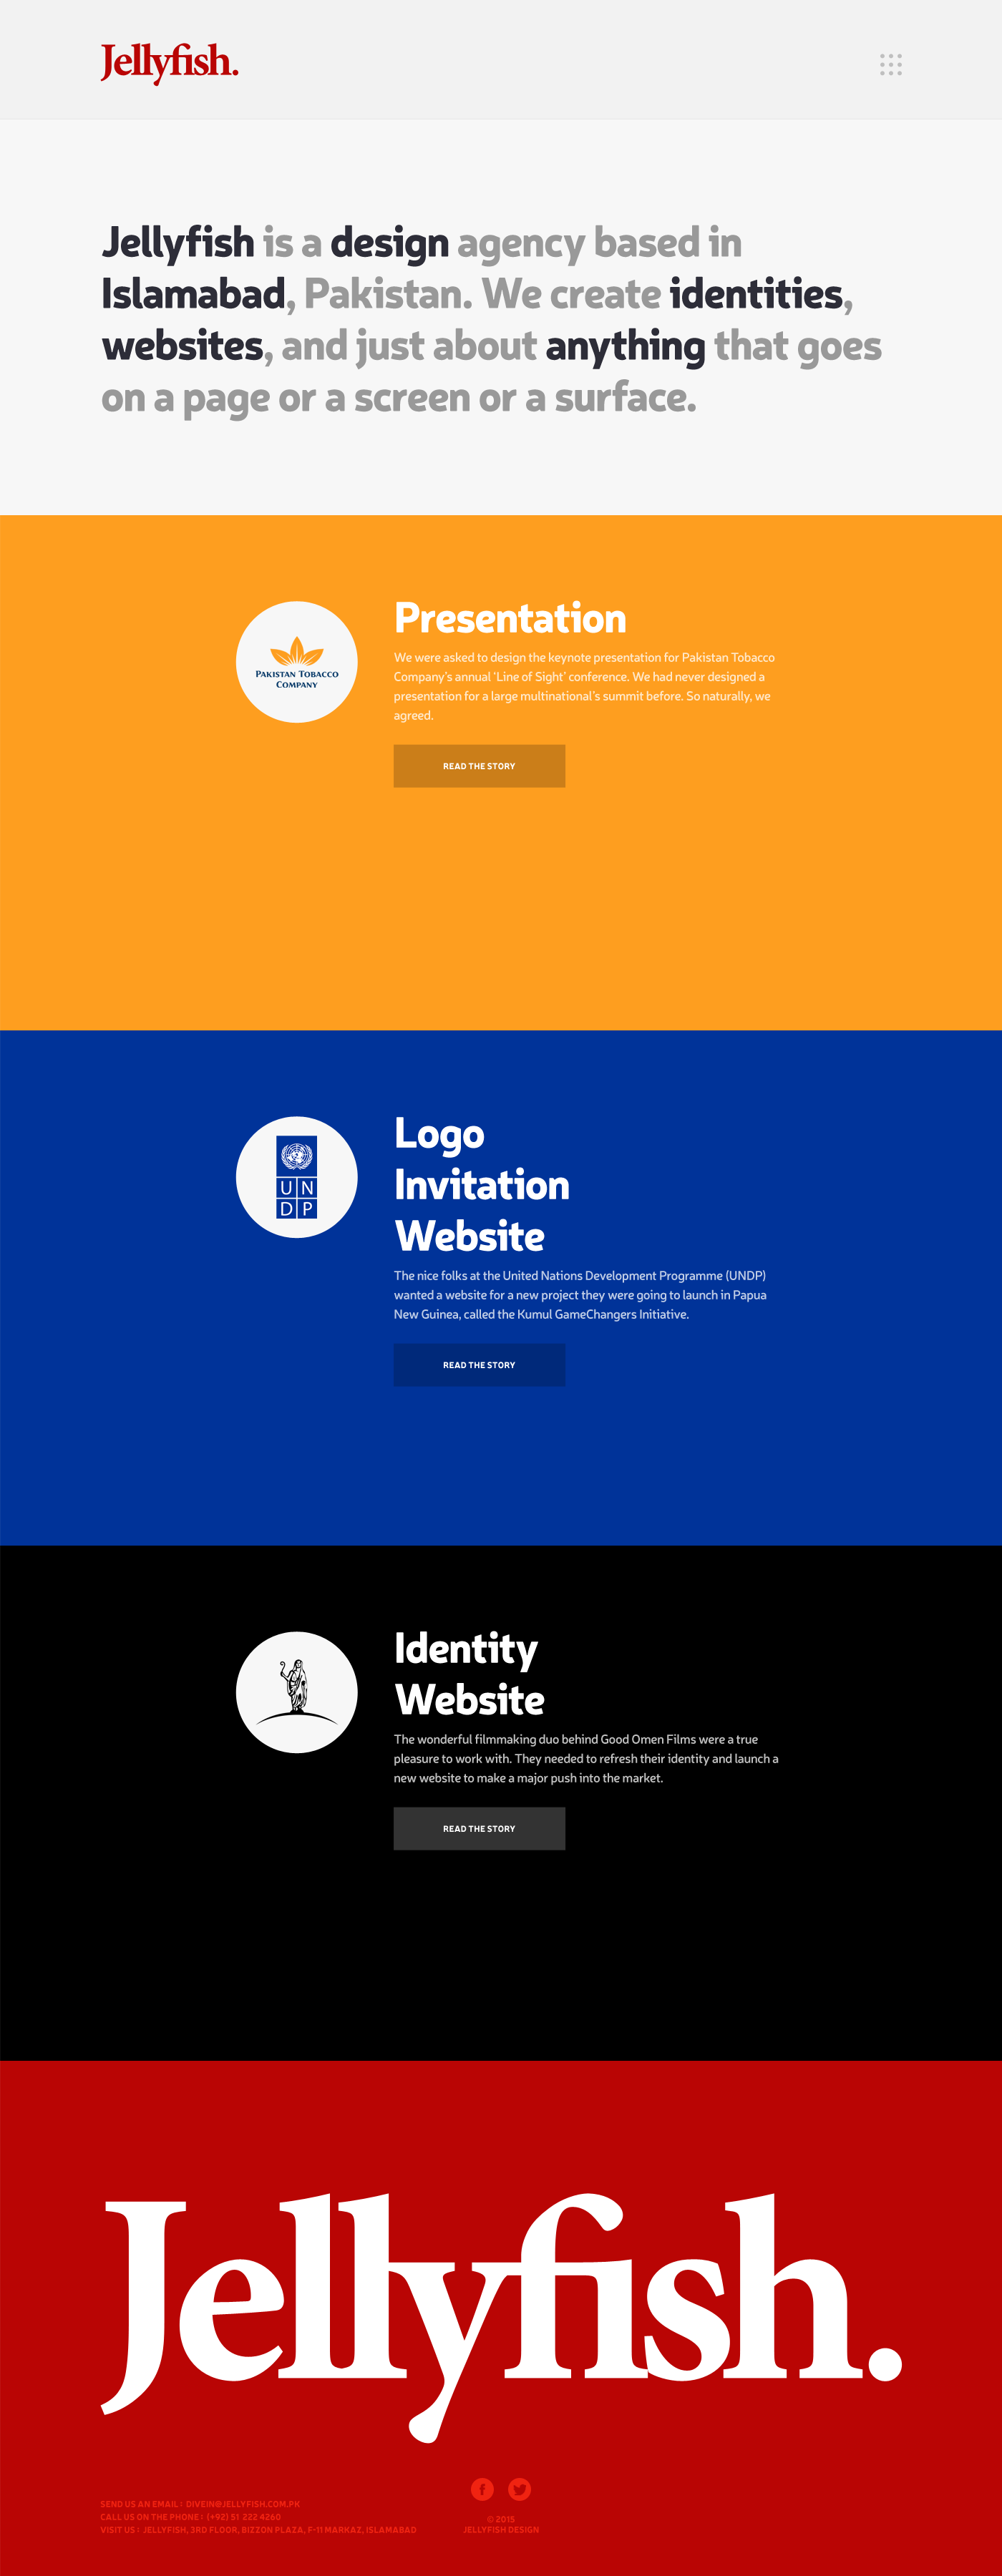 Jellyfish.
Jellyfish is a design agency based in
Islamabad, Pakistan. We create identities,
websites, and just about anything that goes
on a page or a screen or a surface.
Presentation
PAKISTAN TOBACCO
COMPANY
We were asked to design the keynote presentation for Pakistan Tobacco
Company's annual 'Line of Sight' conference. We had never designed a
presentation for a large multinational's summit before. So naturally, we
agreed.
READ THE STORY
Logo
Invitation
Website
U N
D P
The nice folks at the United Nations Development Programme (UNDP)
wanted a website for a new project they were going to launch in Papua
New Guinea, called the Kumul GameChangers Initiative.
READ THE STORY
Identity
Website
The wonderful filmmaking duo behind Good Omen Films were a true
pleasure to work with. They needed to refresh their identity and launch a
new website to make a major push into the market.
READ THE STORY
Jellyfish.
SEND US AN EMAIL: DIVEIN@JELLYFISH.COM.PK
CALL US ON THE PHONE: (+92) 51 222 4260
VISIT US: JELLYFISH, 3RD FLOOR, BIZZON PLAZA, F-11 MARKAZ, ISLAMABAD
© 2015
JELLYFISH DESIGN